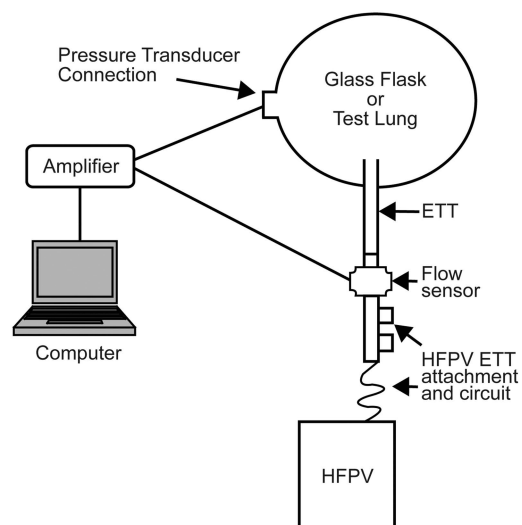 Pressure Transducer
Connection
Glass Flask
or
Test Lung
Amplifier
ETT
Flow
sensor
Computer
HFPV ETT
attachment
and circuit
HFPV